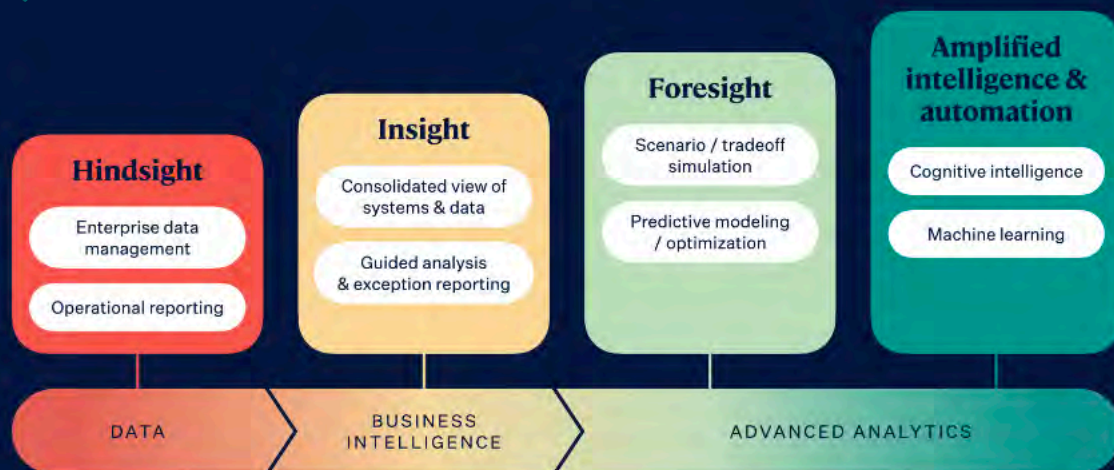 Hindsight
Enterprise data
management
Operational reporting
Insight
Consolidated view of
systems & data
Guided analysis
& exception reporting
Foresight
Scenario / tradeoff
simulation
Predictive modeling
/ optimization
Amplified
intelligence &
automation
Cognitive intelligence
Machine learning
DATA
BUSINESS
INTELLIGENCE
ADVANCED ANALYTICS